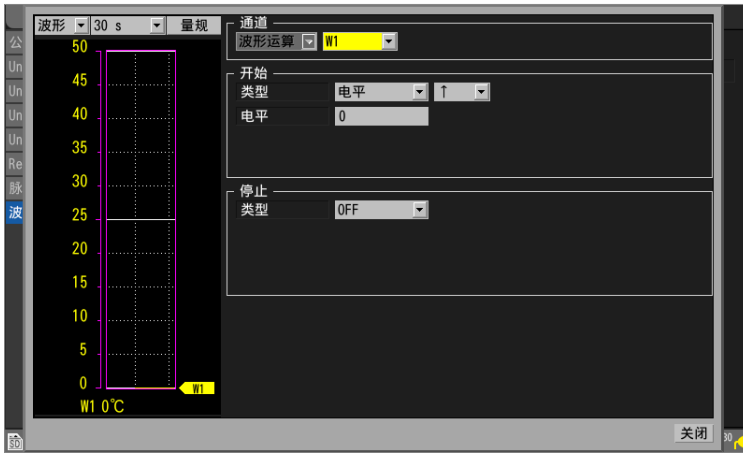 波形 30 s 量规
50
45
40
35
30
25
20
15
10
5
0
W1
W1 0℃
通道
波形运算 W1
开始
类型 电平 ↑
电平 0
停止
类型 OFF
关闭
公
Un
Un
Un
Un
Re
脉
波
SD
30